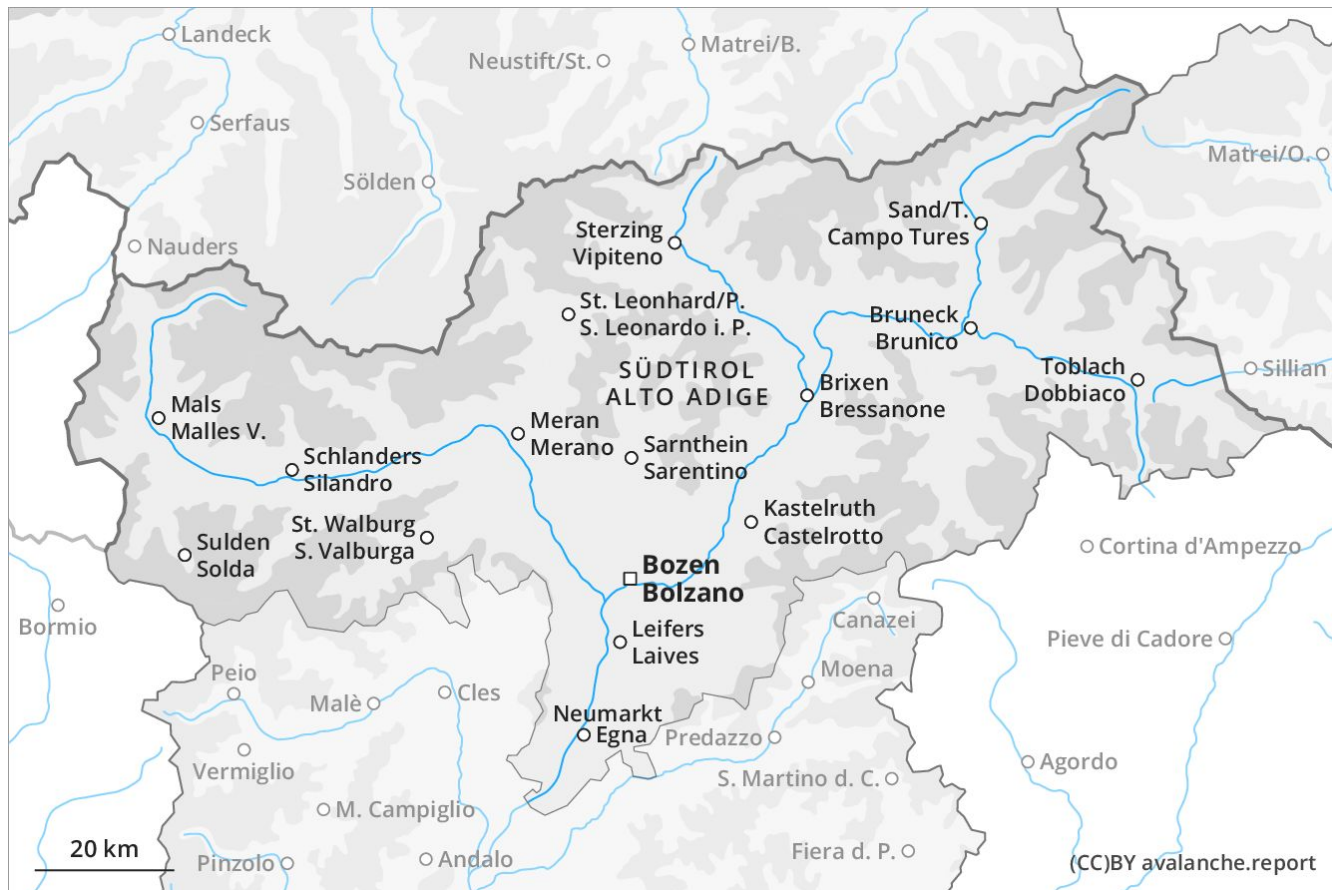 Landeck
Matrei/B.
Neustift/St.
Serfaus
Matrei/O.
Sölden
Sand/T.
Campo Tures
Sterzing
Vipiteno
Nauders
St. Leonhard/P.
S. Leonardo i. P.
Bruneck
Brunico
SÜDTIROL
ALTO ADIGE
Toblach
Dobbiaco
Sillian
Brixen
Bressanone
Mals
Malles V.
Meran
Merano
Sarnthein
Sarentino
Schlanders
Silandro
Kastelruth
Castelrotto
St. Walburg
S. Valburga
Sulden
Solda
Cortina d'Ampezzo
Bozen
Bolzano
Bormio
Canazei
Leifers
Laives
Pieve di Cadore
Peio
Moena
Malè
Cles
Neumarkt
Egna
Predazzo
Vermiglio
S. Martino d. C.
Agordo
M. Campiglio
20 km
Pinzolo
Andalo
Fiera d. P.
(CC)BY avalanche.report